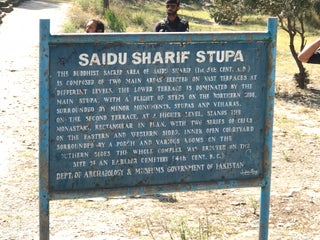 SAIDU SHARIF STUPA
THE BUDDHIST SACRED AREA OF SAIDU SHARIF (1st, 5th CENT. A.D.)
IS COMPOSED OF TWO MAIN AREAS ERECTED ON VAST TERRACES AT
DIFFERENT LEVELS. THE LOWER TERRACE IS DOMINATED BY THE
MAIN STUPA, WITH A FLIGHT OF STEPS ON THE NORTHERN SIDE,
SURROUNDED BY MINOR MONUMENTS, STUPAS AND VIHARAS.
ON THE SECOND TERRACE, AT A HIGHER LEVEL, STANDS THE
MONASTERY, RECTANGULAR IN PLAN, WITH TWO SERIES OF CELLS
ON THE EASTERN AND WESTERN SIDES, INNER OPEN COURTYARD
SURROUNDED BY A PORCH AND VARIOUS ROOMS ON THE
SOUTHERN SIDES THE WHOLE COMPLEX WAS ERECTED ON THE
SITE OF AN EARLIER CEMETERY (4th CENT. B.C.)
DEPT. OF ARCHAEOLOGY & MUSEUMS GOVERNMENT OF PAKISTAN